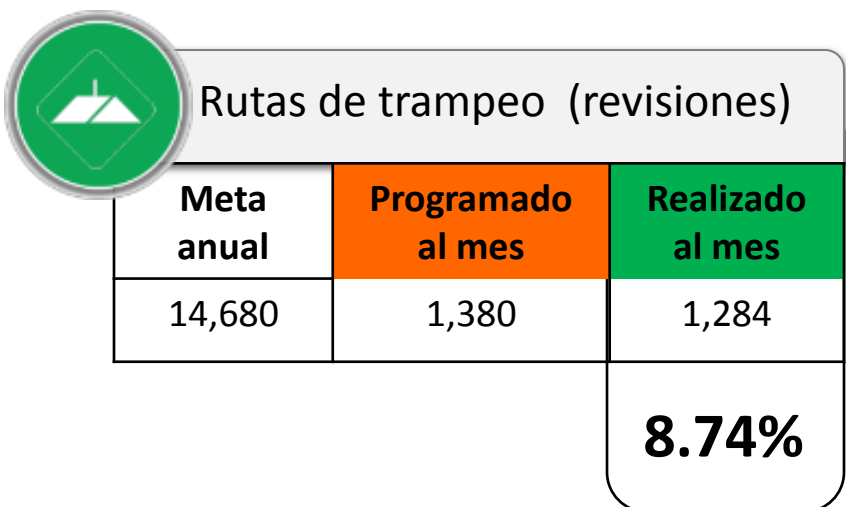 Rutas de trampeo (revisiones)
Meta anual
Programado al mes
Realizado al mes
14,680
1,380
1,284
8.74%